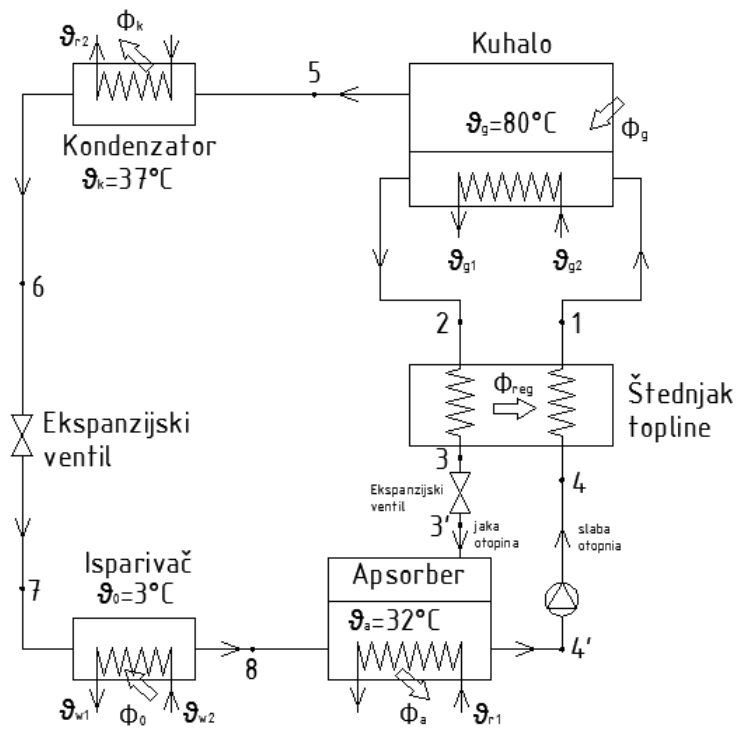 ϑr2
Φk
Kondenzator
ϑk=37°C
5
Kuhalo
ϑg=80°C
Φg
ϑg1
ϑg2
6
2
1
Φreg
Štednjak
topline
Ekspanzijski
ventil
3
4
Ekspanzijski
ventil
3'
jaka
otopina
slaba
otopnia
7
Isparivač
ϑ0=3°C
ϑw1
Φ0
ϑw2
8
Apsorber
ϑa=32°C
Φa
ϑr1
4'